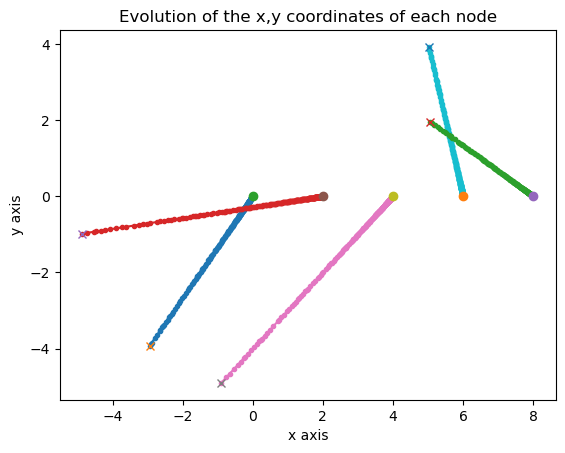 Evolution of the x,y coordinates of each node
y axis
4
2
0
−2
−4
−4 −2 0 2 4 6 8
x axis